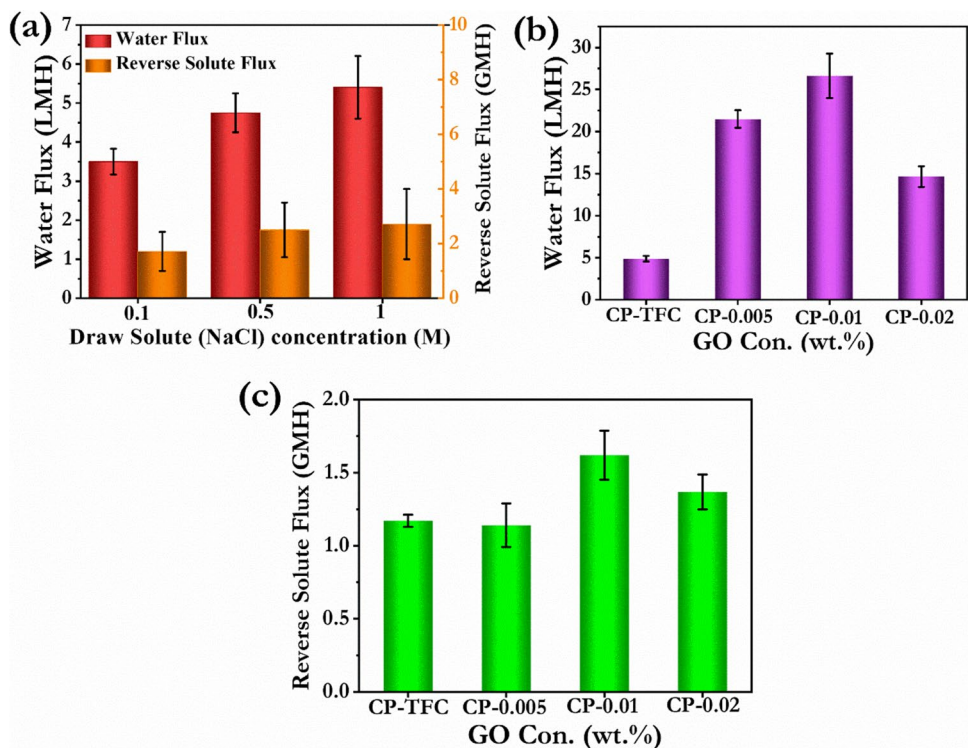 (a)
Water Flux
Reverse Solute Flux
Water Flux (LMH)
7
6
5
4
3
2
1
0
Reverse Solute Flux (GMH)
10
8
6
4
2
0
0.1 0.5 1
Draw Solute (NaCl) concentration (M)
(b)
Water Flux (LMH)
30
25
20
15
10
5
0
CP-TFC CP-0.005 CP-0.01 CP-0.02
GO Con. (wt.%)
(c)
Reverse Solute Flux (GMH)
2.0
1.5
1.0
0.5
0.0
CP-TFC CP-0.005 CP-0.01 CP-0.02
GO Con. (wt.%)